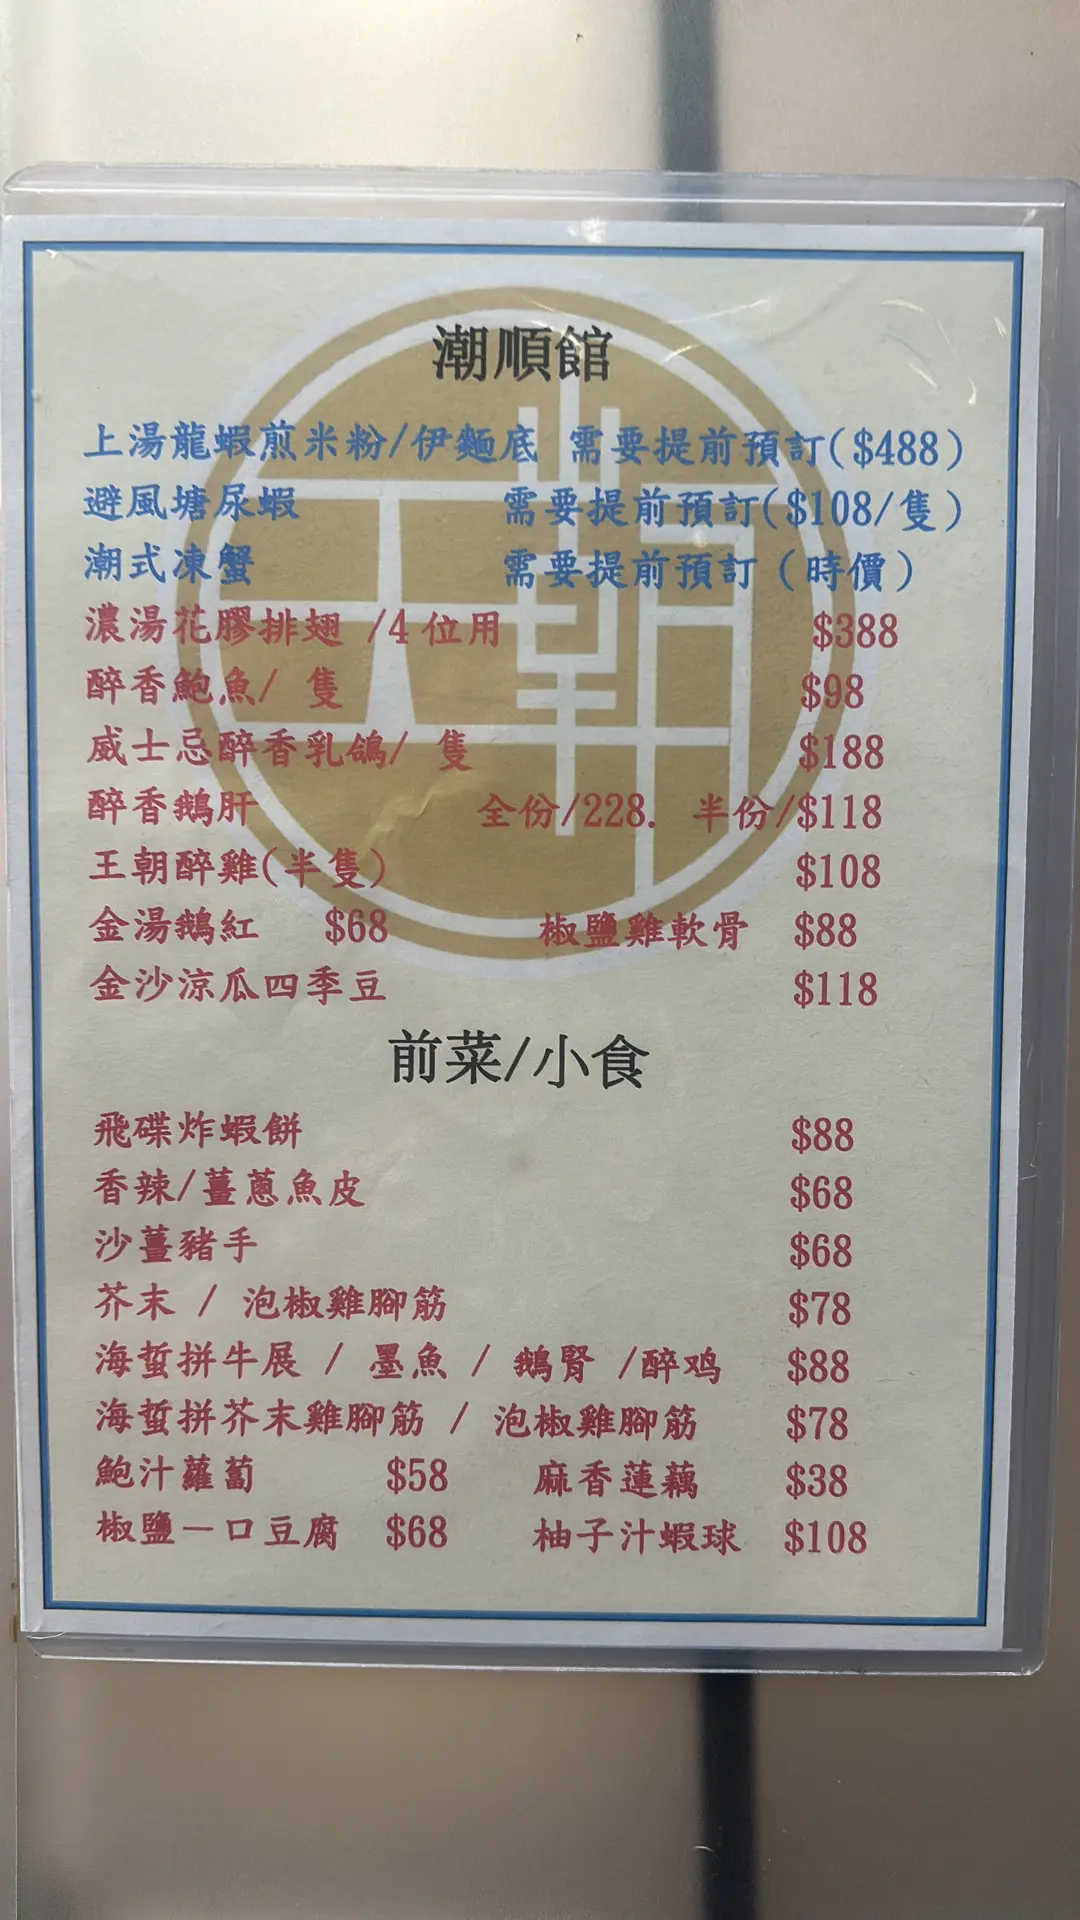 潮順館
上湯龍蝦煎米粉/伊麵底 需要提前預訂($488)
避風塘尿蝦 需要提前預訂($108/隻)
潮式凍蟹 需要提前預訂(時價)
濃湯花膠排翅 /4 位用 $388
醉香鮑魚/ 隻 $98
威士忌醉香乳鴿/ 隻 $188
醉香鵝肝 全份/228. 半份/$118
王朝醉雞(半隻) $108
金湯鵝紅 $68 椒鹽雞軟骨 $88
金沙涼瓜四季豆 $118
前菜/小食
飛碟炸蝦餅 $88
香辣/薑蔥魚皮 $68
沙薑豬手 $68
芥末 / 泡椒雞腳筋 $78
海蜇拼牛展 / 墨魚 / 鵝腎 /醉鸡 $88
海蜇拼芥末雞腳筋 / 泡椒雞腳筋 $78
鮑汁蘿蔔 $58 麻香蓮藕 $38
椒鹽一口豆腐 $68 柚子汁蝦球 $108